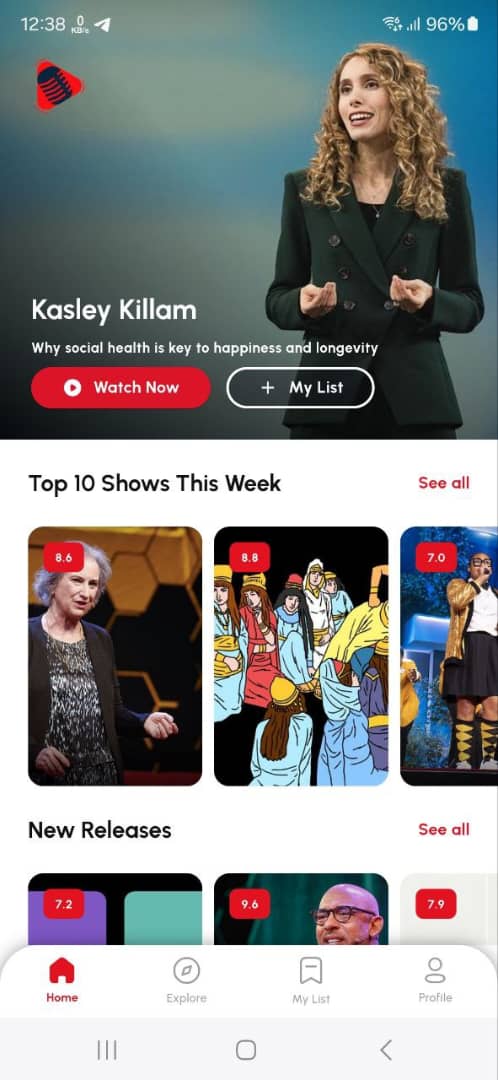 12:38 0 KB/s 96%
Kasley Killam
Why social health is key to happiness and longevity
Watch Now + My List
Top 10 Shows This Week See all
8.6 8.8 7.0
New Releases See all
7.2 9.6 7.9
Home Explore My List Profile